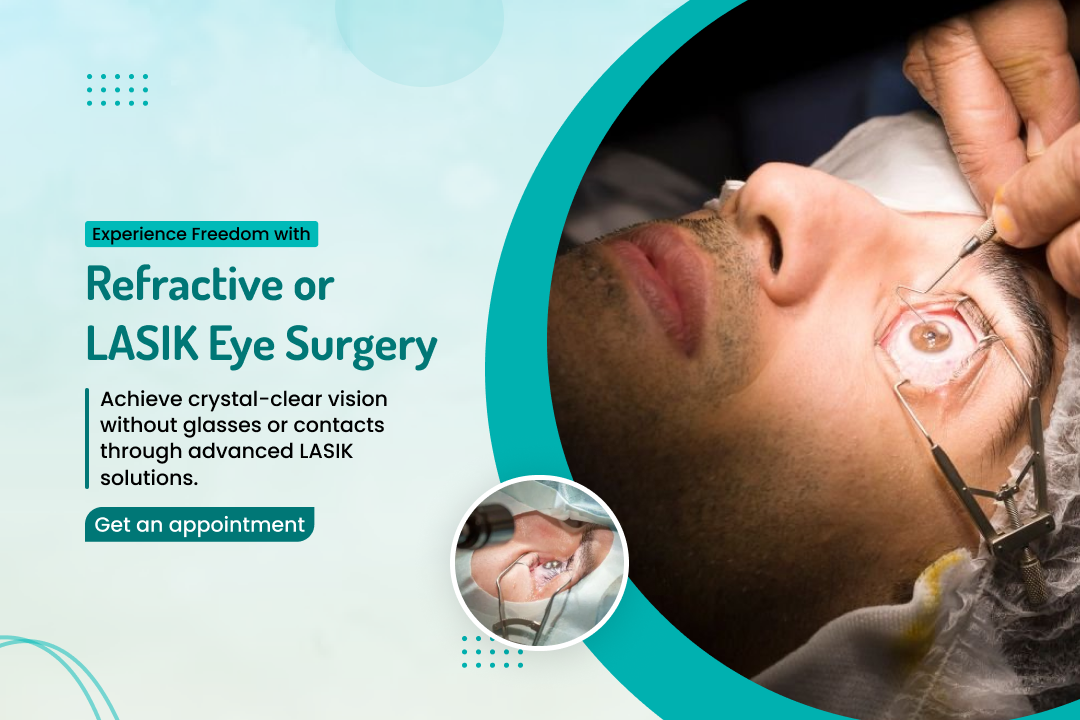 Experience Freedom with
Refractive or
LASIK Eye Surgery
Achieve crystal-clear vision
without glasses or contacts
through advanced LASIK
solutions.
Get an appointment